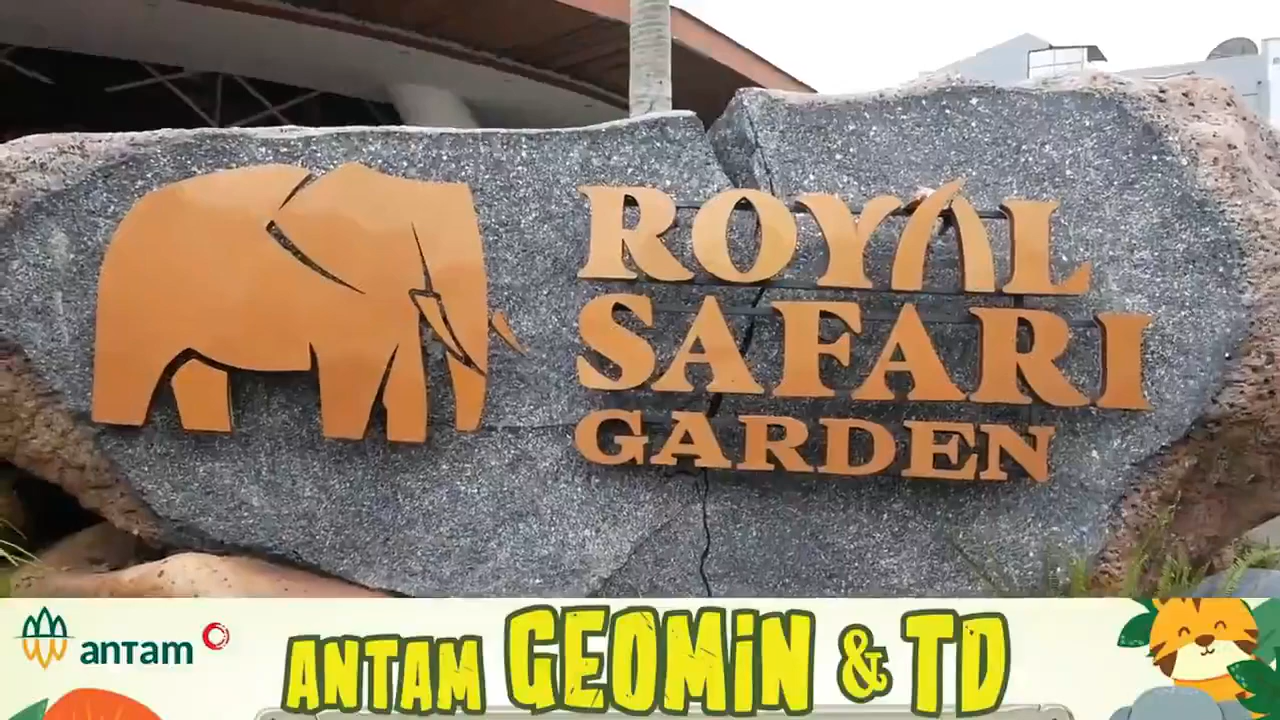 ROYAL
SAFARI
GARDEN
antam
ANTAM GEOMIN & TD